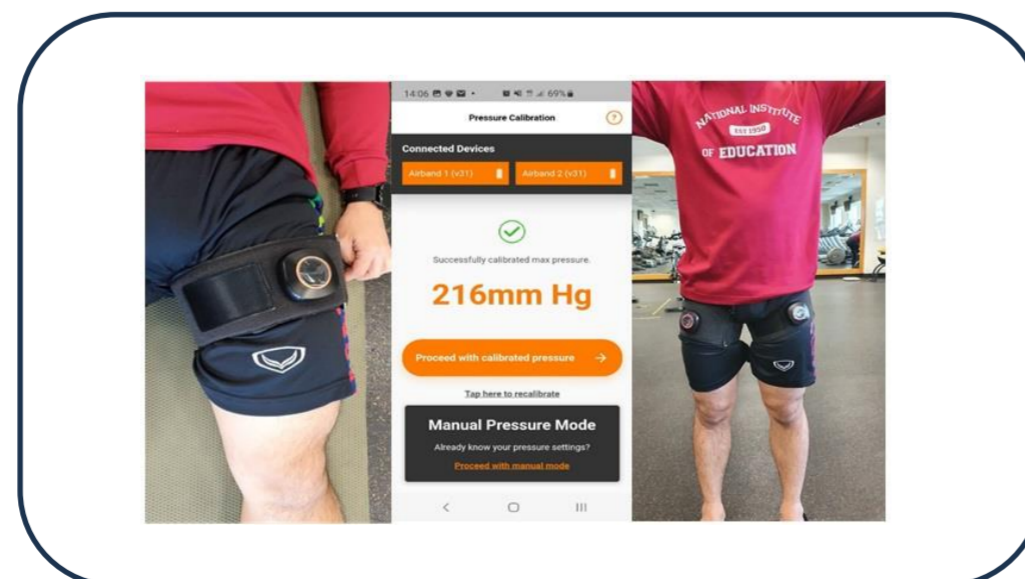 14:06 69%
Pressure Calibration ?
Connected Devices
Airband 1 (v31) Airband 2 (v31)
Successfully calibrated max pressure.
216mm Hg
Proceed with calibrated pressure →
Tap here to recalibrate
Manual Pressure Mode
Already know your pressure settings?
Proceed with manual mode
NATIONAL INSTITUTE
EST 1950
OF EDUCATION